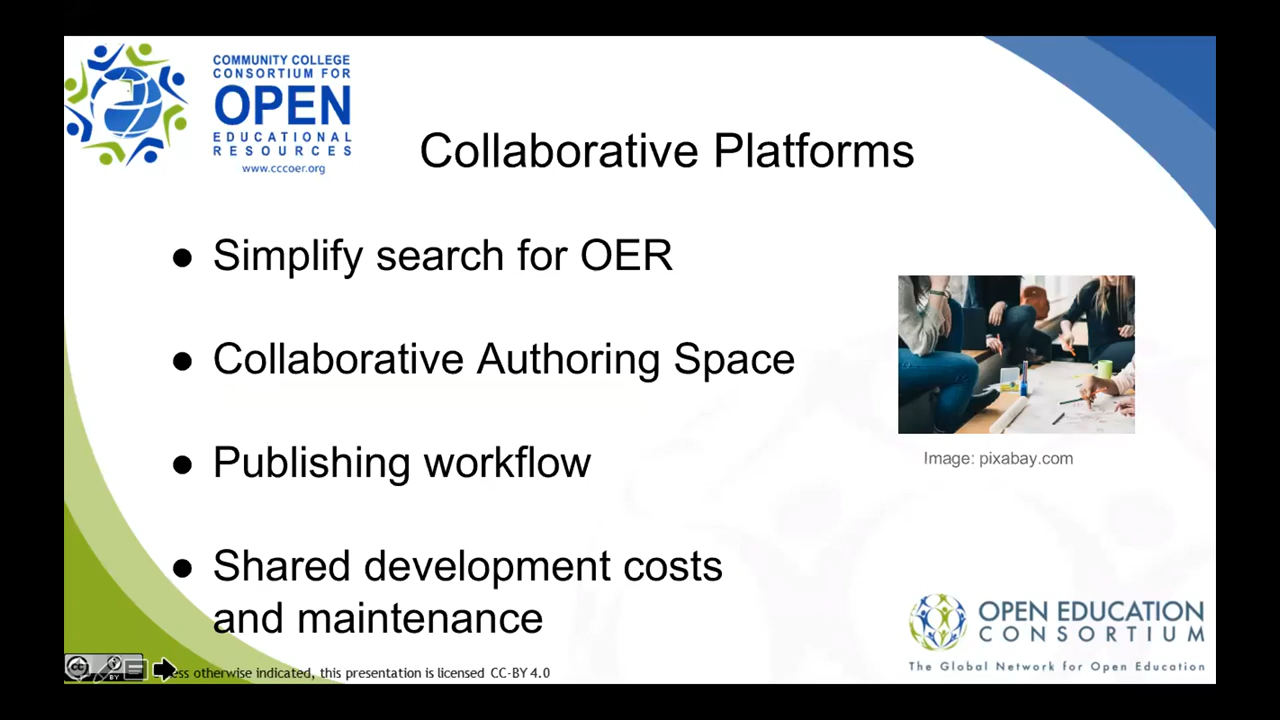 COMMUNITY COLLEGE
CONSORTIUM FOR
OPEN
EDUCATIONAL
RESOURCES
www.cccoer.org
Collaborative Platforms
● Simplify search for OER
● Collaborative Authoring Space
● Publishing workflow
● Shared development costs
and maintenance
Image: pixabay.com
OPEN EDUCATION
CONSORTIUM
The Global Network for Open Education
cc BY
otherwise indicated, this presentation is licensed CC-BY 4.0